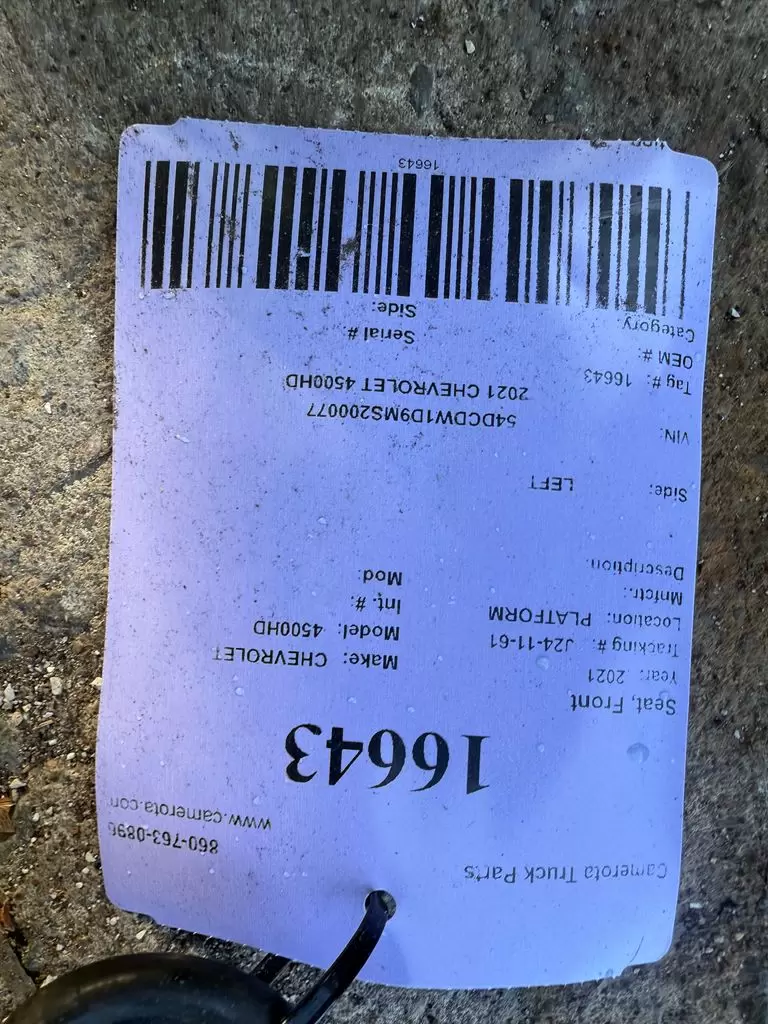 Camerota Truck Parts
860-763-0896
www.camerota.com
16643
Seat, Front
Year: 2021 Make: CHEVROLET
Tracking #: J24-11-61 Model: 4500HD
Location: PLATFORM Int. #:
Mnfctr.: Mod:
Description:
Side: LEFT
VIN: 54DCDW1D9MS200077
2021 CHEVROLET 4500HD
Tag #: 16643
OEM #: Serial #
Category: Side:
16643